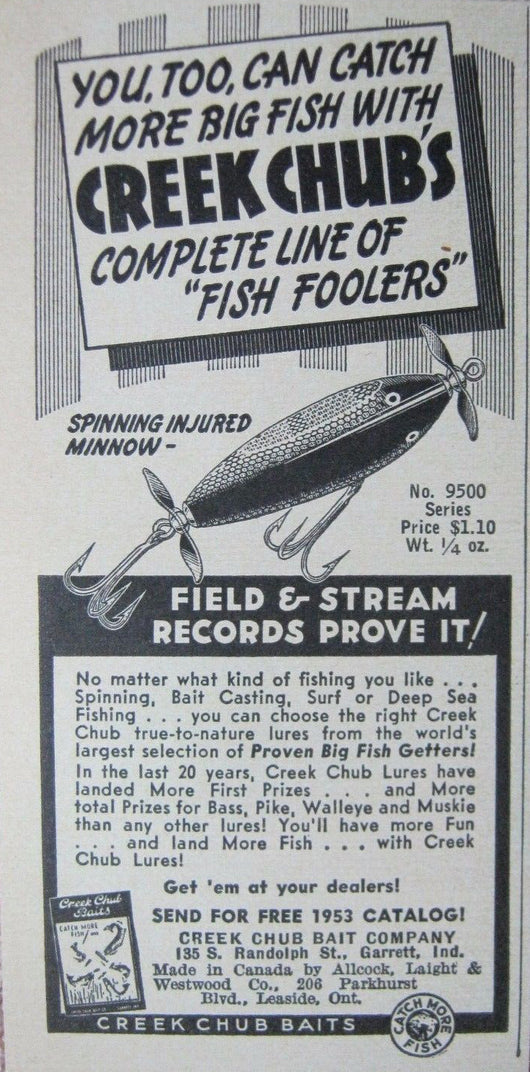 YOU, TOO, CAN CATCH
MORE BIG FISH WITH
CREEK CHUB'S
COMPLETE LINE OF
"FISH FOOLERS"
SPINNING INJURED
MINNOW -
No. 9500
Series
Price $1.10
Wt. ¼ oz.
FIELD & STREAM
RECORDS PROVE IT!
No matter what kind of fishing you like . . .
Spinning, Bait Casting, Surf or Deep Sea
Fishing . . . you can choose the right Creek
Chub true-to-nature lures from the world's
largest selection of Proven Big Fish Getters!
In the last 20 years, Creek Chub Lures have
landed More First Prizes . . . and More
total Prizes for Bass, Pike, Walleye and Muskie
than any other lures! You'll have more Fun
. . . and land More Fish . . . with Creek
Chub Lures!
Get 'em at your dealers!
SEND FOR FREE 1953 CATALOG!
CREEK CHUB BAIT COMPANY
135 S. Randolph St., Garrett, Ind.
Made in Canada by Allcock, Laight &
Westwood Co., 206 Parkhurst
Blvd., Leaside, Ont.
Creek Chub
Baits
CATCH MORE
FISH!
CREEK CHUB BAITS
CATCH MORE
FISH